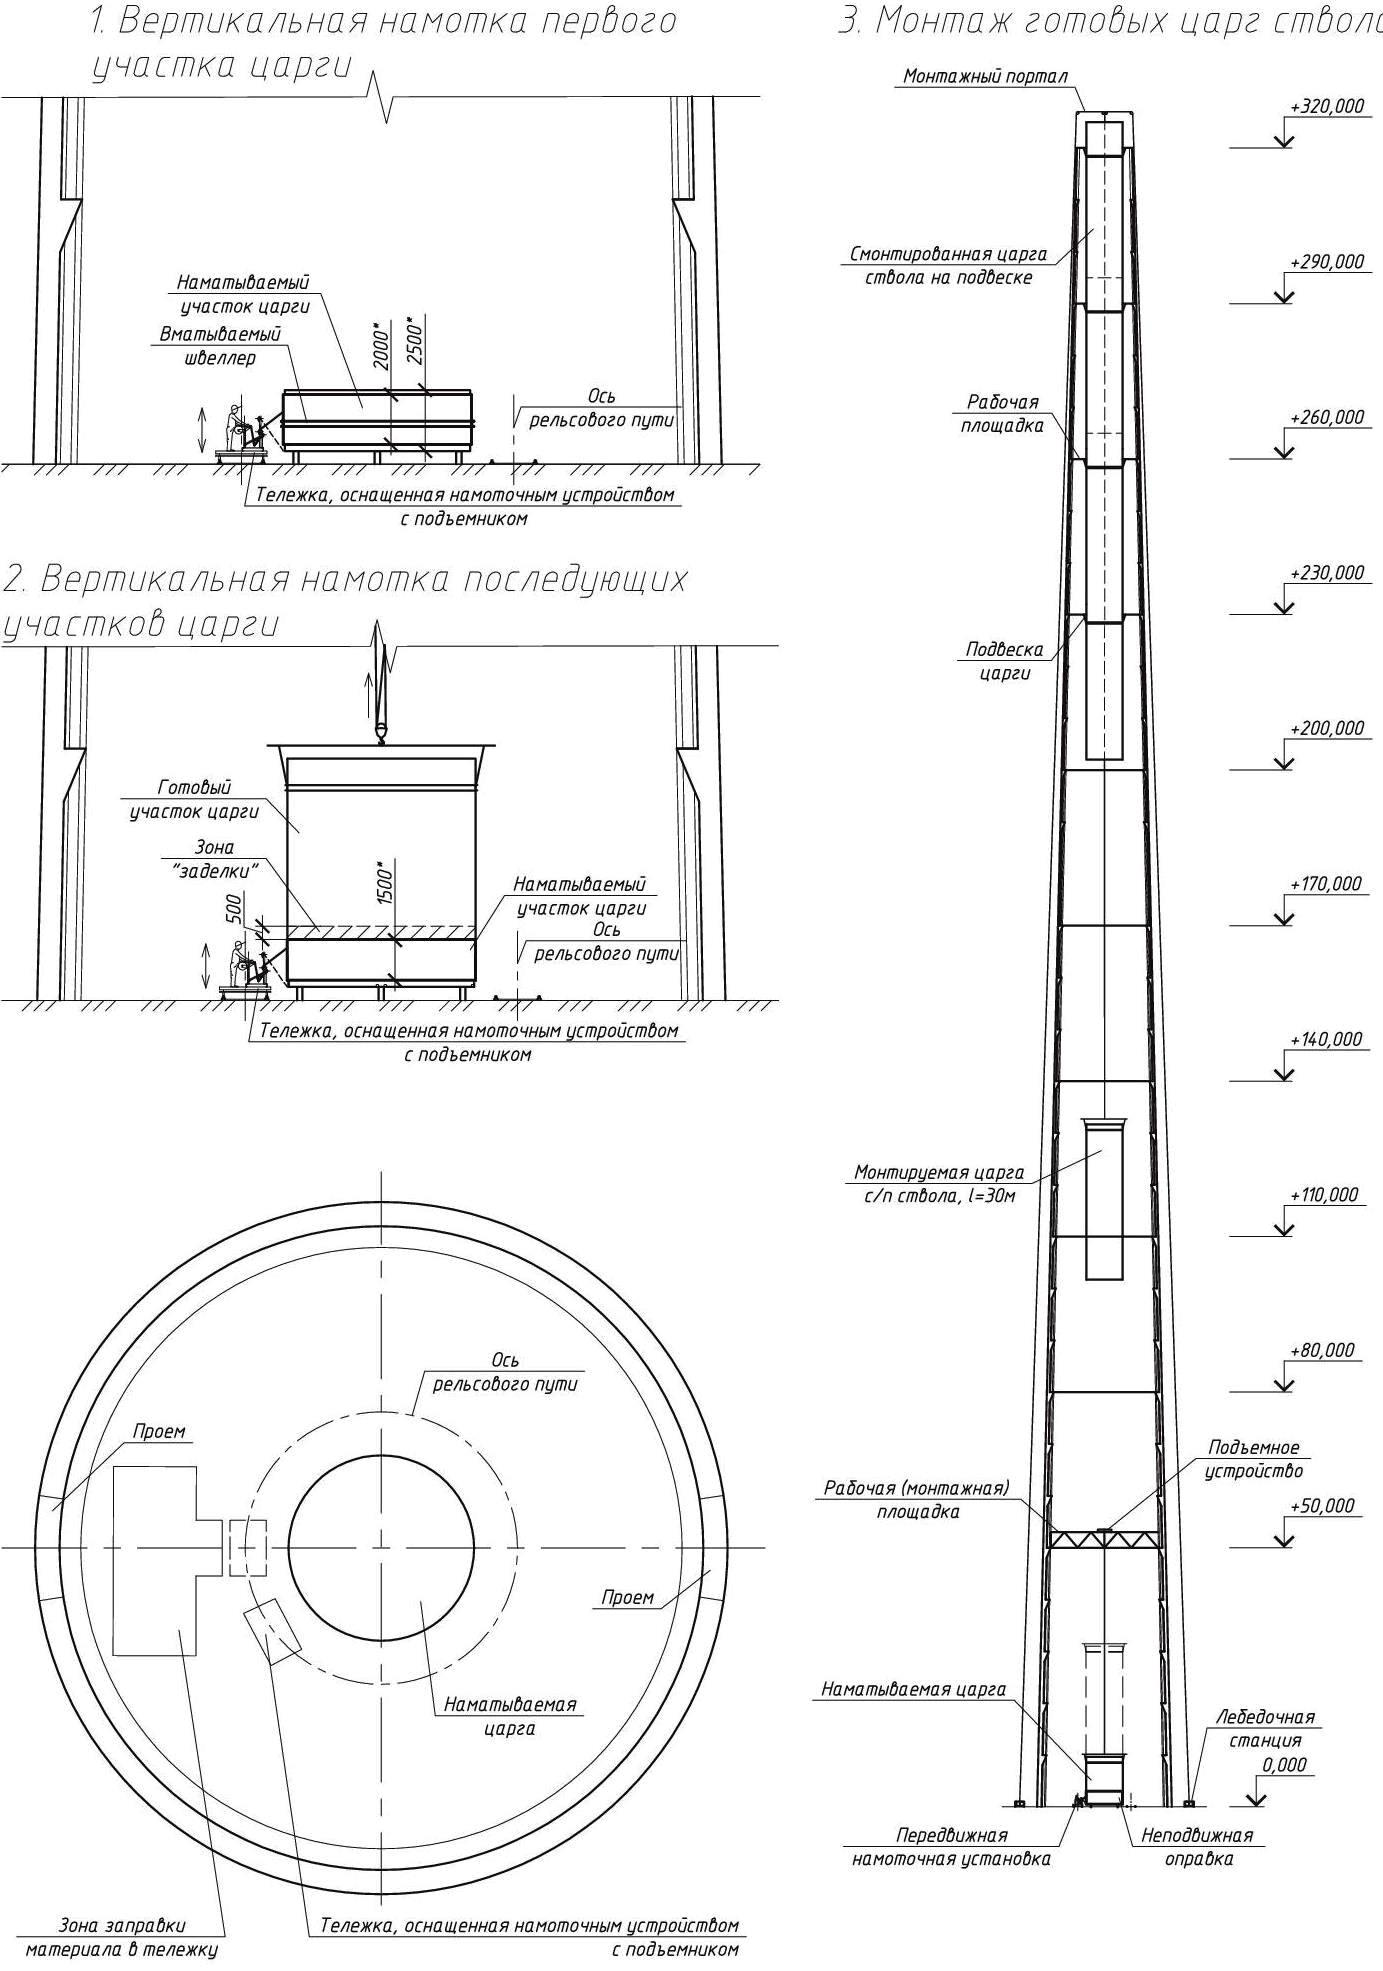 1. Вертикальная намотка первого
участка царги
Наматываемый
участок царги
Вматываемый
швеллер
2000*
2500*
Ось
рельсового пути
Тележка, оснащенная намоточным устройством
с подъемником
2. Вертикальная намотка последующих
участков царги
Готовый
участок царги
Зона
"заделки"
500
1500*
Наматываемый
участок царги
Ось
рельсового пути
Тележка, оснащенная намоточным устройством
с подъемником
Ось
рельсового пути
Проем
Проем
Наматываемая
царга
Зона заправки
материала в тележку
Тележка, оснащенная намоточным устройством
с подъемником
3. Монтаж готовых царг ствола
Монтажный портал
+320,000
Смонтированная царга
ствола на подвеске
+290,000
Рабочая
площадка
+260,000
+230,000
Подвеска
царги
+200,000
+170,000
+140,000
Монтируемая царга
с/п ствола, l=30м
+110,000
+80,000
Подъемное
устройство
Рабочая (монтажная)
площадка
+50,000
Наматываемая царга
Лебедочная
станция
0,000
Передвижная
намоточная установка
Неподвижная
оправка